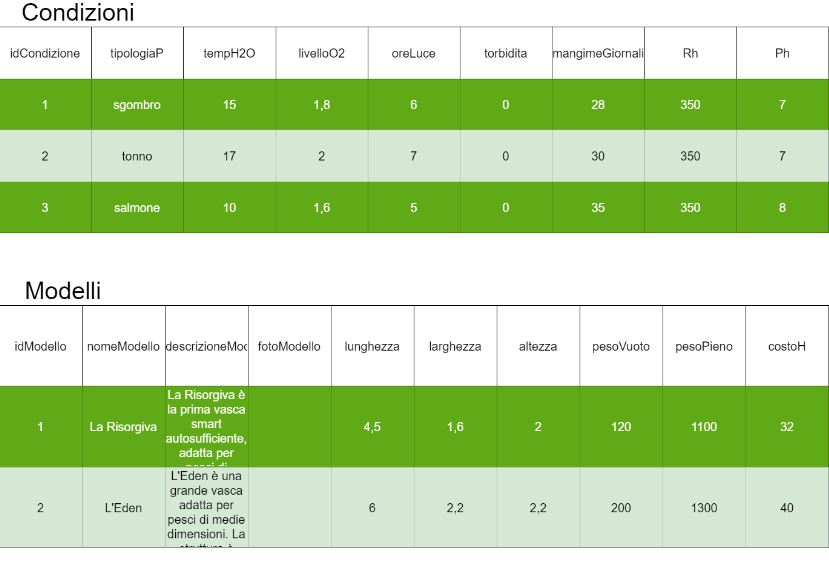 Condizioni
idCondizione tipologiaP tempH2O livelloO2 oreLuce torbidita mangimeGiornali Rh Ph
1 sgombro 15 1,8 6 0 28 350 7
2 tonno 17 2 7 0 30 350 7
3 salmone 10 1,6 5 0 35 350 8
Modelli
idModello nomeModello descrizioneMod fotoModello lunghezza larghezza altezza pesoVuoto pesoPieno costoH
La Risorgiva è
la prima vasca
smart
1 La Risorgiva autosufficiente, 4,5 1,6 2 120 1100 32
adatta per
pesci di
L'Eden è una
grande vasca
adatta per
2 L'Eden pesci di medie 6 2,2 2,2 200 1300 40
dimensioni. La
struttura è